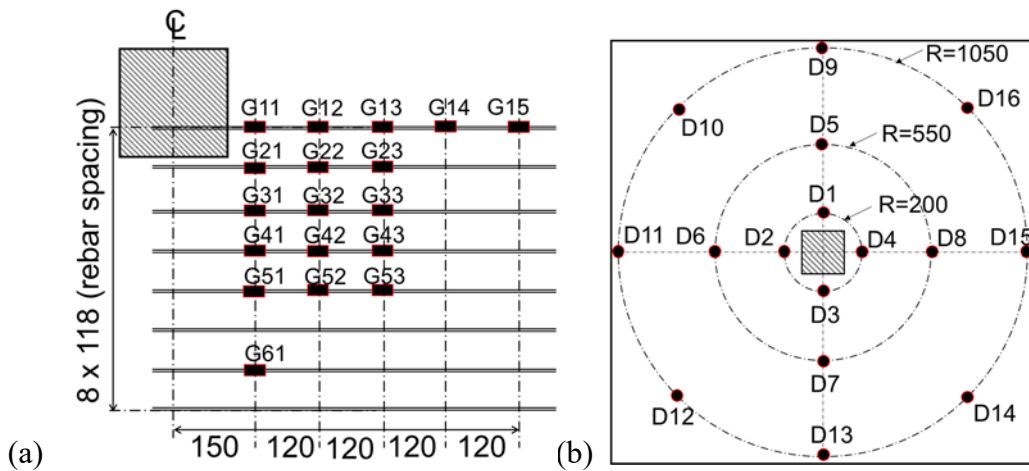 ℄
G11 G12 G13 G14 G15
G21 G22 G23
G31 G32 G33
G41 G42 G43
G51 G52 G53
G61
8 x 118 (rebar spacing)
150 120 120 120 120
(a)
R=1050
D9
D16
D10
D5
R=550
D1
R=200
D11 D6 D2 D4 D8 D15
D3
D7
D12 D14
D13
(b)